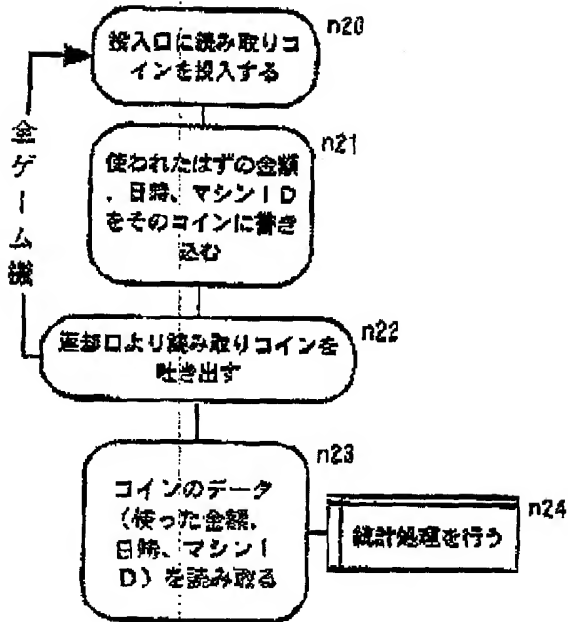 投入口に読み取りコ
インを投入する
n20
全ゲーム機
n21
使われたはずの金額
、日時、マシンID
をそのコインに書き
込む
返却口より読み取りコインを
吐き出す
n22
n23
コインのデータ
(使った金額、
日時、マシンI
D)を読み取る
n24
統計処理を行う